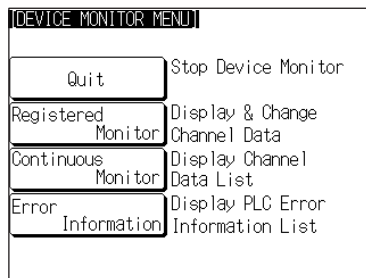 [DEVICE MONITOR MENU]
Quit
Stop Device Monitor
Registered
Monitor
Display & Change
Channel Data
Continuous
Monitor
Display Channel
Data List
Error
Information
Display PLC Error
Information List